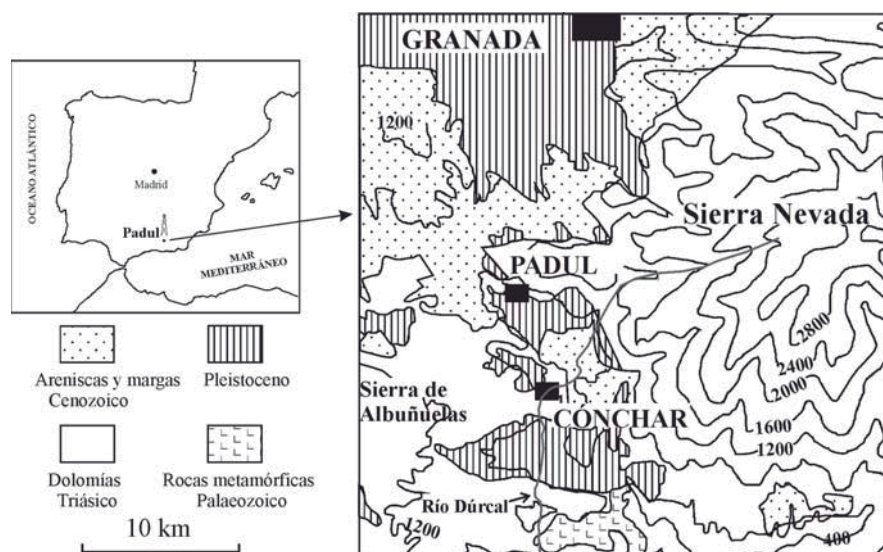 OCEANO ATLÁNTICO
Madrid
Padul
MAR
MEDITERRÁNEO
Areniscas y margas
Cenozoico
Pleistoceno
Dolomías
Triásico
Rocas metamórficas
Palaeozoico
10 km
GRANADA
1200
Sierra Nevada
PADUL
2800
2400
2000
1600
1200
Sierra de
Albuñuelas
CÓNCHAR
Río Dúrcal
1200
400